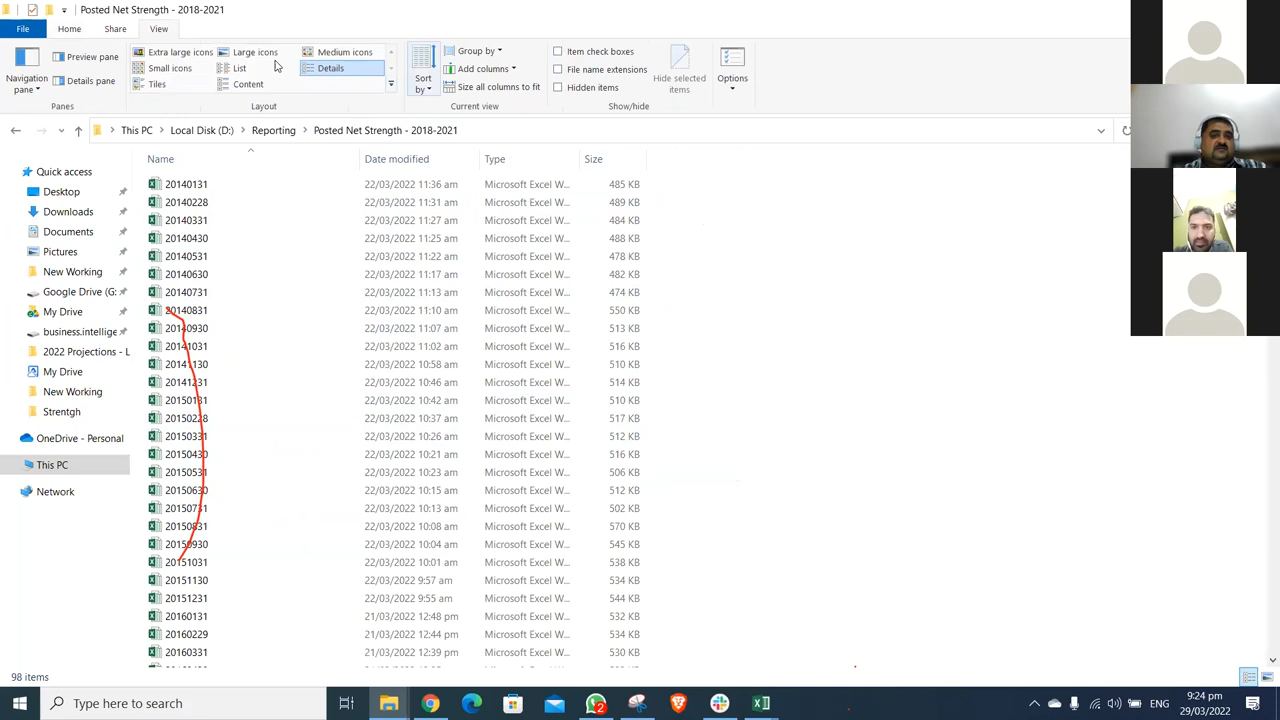 Posted Net Strength - 2018-2021
File Home Share View
Navigation pane
Preview pane
Details pane
Panes
Extra large icons Large icons Medium icons
Small icons List Details
Tiles Content
Layout
Sort by
Group by
Add columns
Size all columns to fit
Current view
Item check boxes
File name extensions
Hidden items
Hide selected items
Show/hide
Options
This PC Local Disk (D:) Reporting Posted Net Strength - 2018-2021
Quick access
Desktop
Downloads
Documents
Pictures
New Working
Google Drive (G:
My Drive
business.intellige
2022 Projections - L
My Drive
New Working
Strentgh
OneDrive - Personal
This PC
Network
Name Date modified Type Size
20140131 22/03/2022 11:36 am Microsoft Excel W... 485 KB
20140228 22/03/2022 11:31 am Microsoft Excel W... 489 KB
20140331 22/03/2022 11:27 am Microsoft Excel W... 484 KB
20140430 22/03/2022 11:25 am Microsoft Excel W... 488 KB
20140531 22/03/2022 11:22 am Microsoft Excel W... 478 KB
20140630 22/03/2022 11:17 am Microsoft Excel W... 482 KB
20140731 22/03/2022 11:13 am Microsoft Excel W... 474 KB
20140831 22/03/2022 11:10 am Microsoft Excel W... 550 KB
20140930 22/03/2022 11:07 am Microsoft Excel W... 513 KB
20141031 22/03/2022 11:02 am Microsoft Excel W... 516 KB
20141130 22/03/2022 10:58 am Microsoft Excel W... 510 KB
20141231 22/03/2022 10:46 am Microsoft Excel W... 514 KB
20150131 22/03/2022 10:42 am Microsoft Excel W... 510 KB
20150228 22/03/2022 10:37 am Microsoft Excel W... 517 KB
20150331 22/03/2022 10:26 am Microsoft Excel W... 512 KB
20150430 22/03/2022 10:21 am Microsoft Excel W... 516 KB
20150531 22/03/2022 10:23 am Microsoft Excel W... 506 KB
20150630 22/03/2022 10:15 am Microsoft Excel W... 512 KB
20150731 22/03/2022 10:13 am Microsoft Excel W... 502 KB
20150831 22/03/2022 10:08 am Microsoft Excel W... 570 KB
20150930 22/03/2022 10:04 am Microsoft Excel W... 545 KB
20151031 22/03/2022 10:01 am Microsoft Excel W... 538 KB
20151130 22/03/2022 9:57 am Microsoft Excel W... 534 KB
20151231 22/03/2022 9:55 am Microsoft Excel W... 544 KB
20160131 21/03/2022 12:48 pm Microsoft Excel W... 532 KB
20160229 21/03/2022 12:44 pm Microsoft Excel W... 534 KB
20160331 21/03/2022 12:39 pm Microsoft Excel W... 530 KB
98 items
Type here to search
2
ENG
9:24 pm
29/03/2022